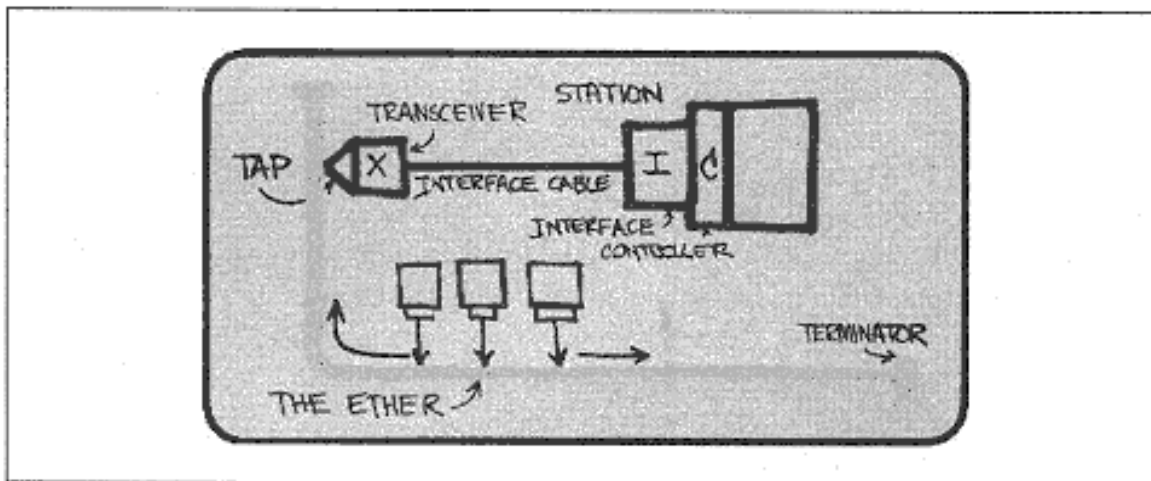 STATION
TRANSCEIVER
TAP
X
I
C
INTERFACE CABLE
INTERFACE
CONTROLLER
TERMINATOR
THE ETHER